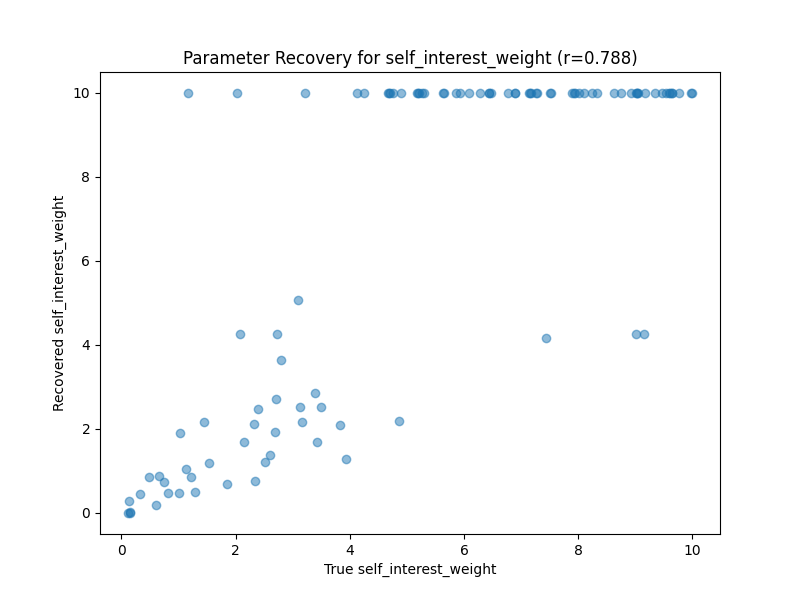 Parameter Recovery for self_interest_weight (r=0.788)
10
8
6
4
2
0
Recovered self_interest_weight
0 2 4 6 8 10
True self_interest_weight